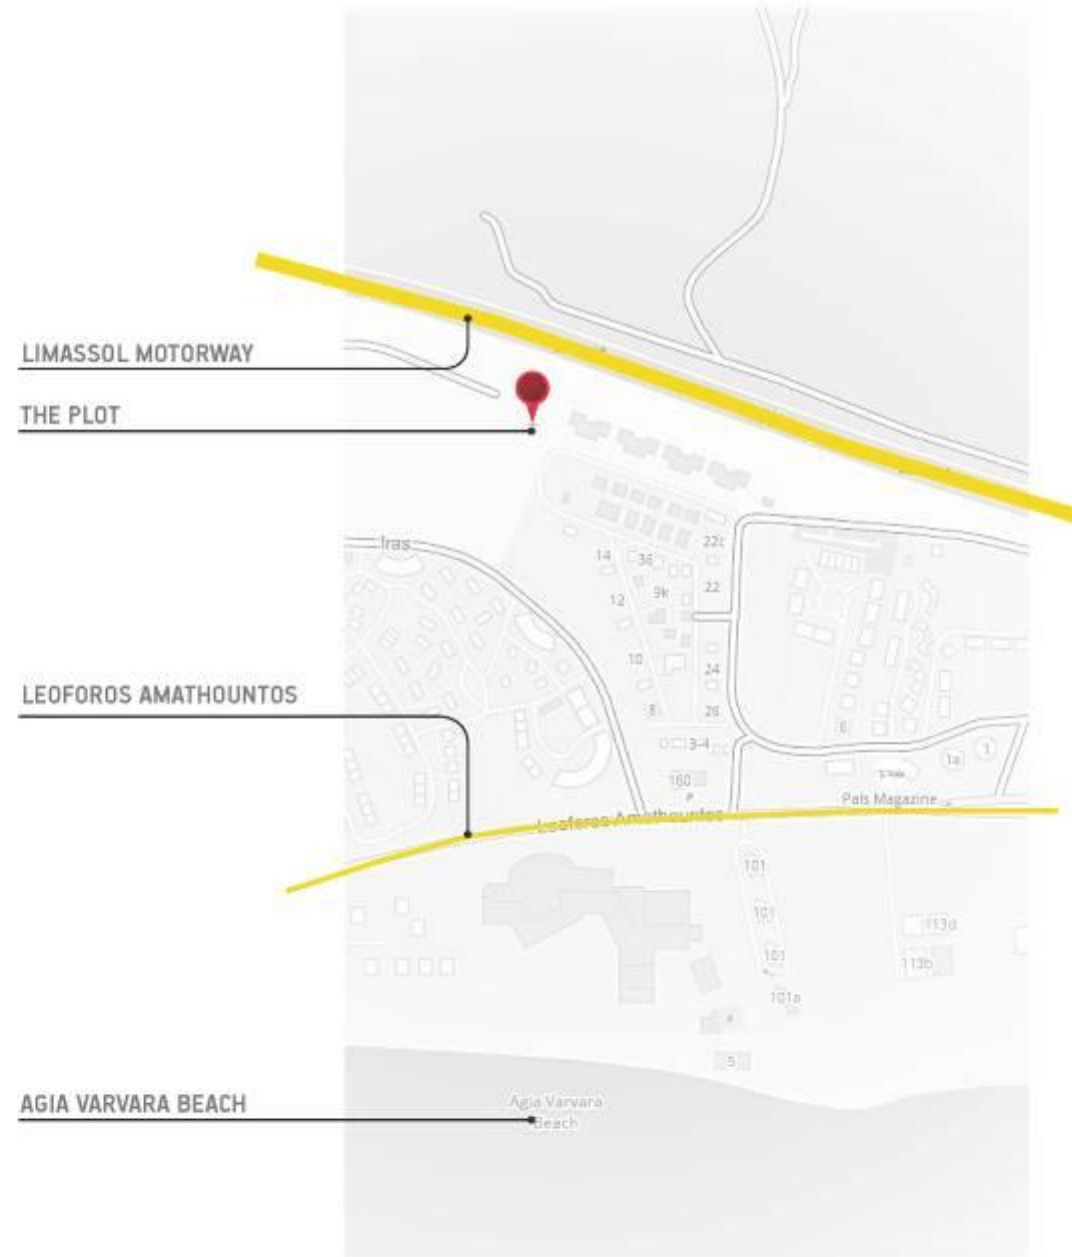 LIMASSOL MOTORWAY
THE PLOT
Iras
22c
14
36
22
9k
12
10
24
8
26
3-4
6
1
1a
160
P
LEOFOROS AMATHOUNTOS
Pals Magazine
Leoforos Amathountos
101
101
113d
101
113b
101a
4
5
AGIA VARVARA BEACH
Agia Varvara
Beach